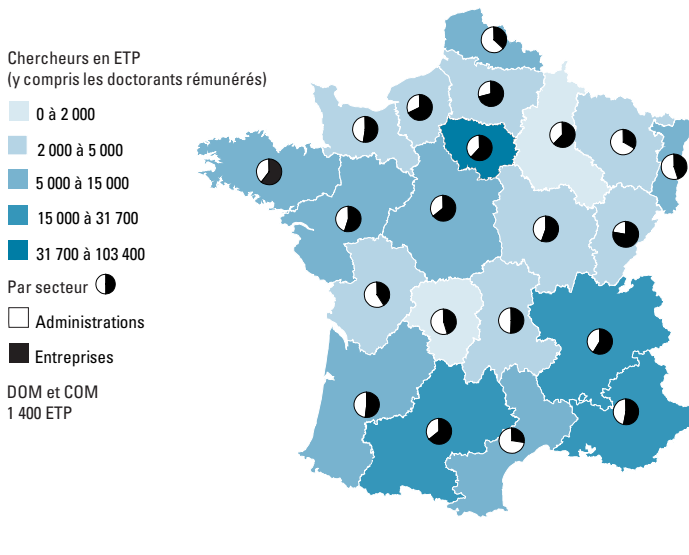 Chercheurs en ETP
(y compris les doctorants rémunérés)
0 à 2 000
2 000 à 5 000
5 000 à 15 000
15 000 à 31 700
31 700 à 103 400
Par secteur
Administrations
Entreprises
DOM et COM
1 400 ETP